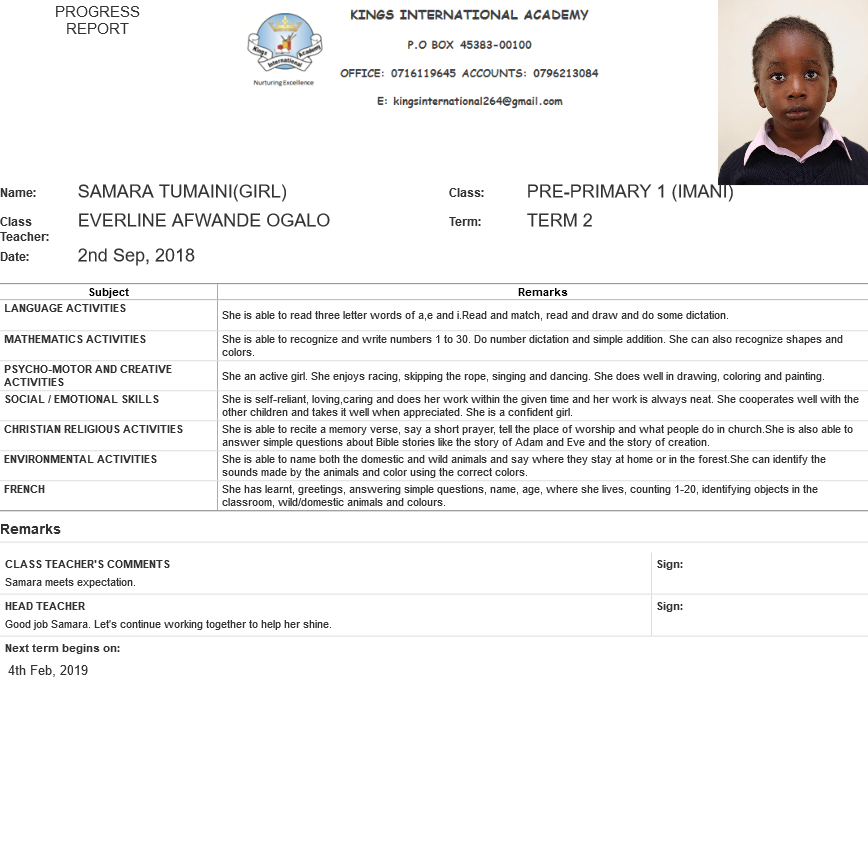 PROGRESS
REPORT
Kings
International
Academy
Nurturing Excellence
KINGS INTERNATIONAL ACADEMY
P.O BOX 45383-00100
OFFICE: 0716119645 ACCOUNTS: 0796213084
E: kingsinternational264@gmail.com
Name: SAMARA TUMAINI(GIRL) Class: PRE-PRIMARY 1 (IMANI)
Class Teacher: EVERLINE AFWANDE OGALO Term: TERM 2
Date: 2nd Sep, 2018
Subject Remarks
LANGUAGE ACTIVITIES
She is able to read three letter words of a,e and i.Read and match, read and draw and do some dictation.
MATHEMATICS ACTIVITIES
She is able to recognize and write numbers 1 to 30. Do number dictation and simple addition. She can also recognize shapes and
colors.
PSYCHO-MOTOR AND CREATIVE
ACTIVITIES
She an active girl. She enjoys racing, skipping the rope, singing and dancing. She does well in drawing, coloring and painting.
SOCIAL / EMOTIONAL SKILLS
She is self-reliant, loving,caring and does her work within the given time and her work is always neat. She cooperates well with the
other children and takes it well when appreciated. She is a confident girl.
CHRISTIAN RELIGIOUS ACTIVITIES
She is able to recite a memory verse, say a short prayer, tell the place of worship and what people do in church.She is also able to
answer simple questions about Bible stories like the story of Adam and Eve and the story of creation.
ENVIRONMENTAL ACTIVITIES
She is able to name both the domestic and wild animals and say where they stay at home or in the forest.She can identify the
sounds made by the animals and color using the correct colors.
FRENCH
She has learnt, greetings, answering simple questions, name, age, where she lives, counting 1-20, identifying objects in the
classroom, wild/domestic animals and colours.
Remarks
CLASS TEACHER'S COMMENTS Sign:
Samara meets expectation.
HEAD TEACHER Sign:
Good job Samara. Let's continue working together to help her shine.
Next term begins on:
4th Feb, 2019